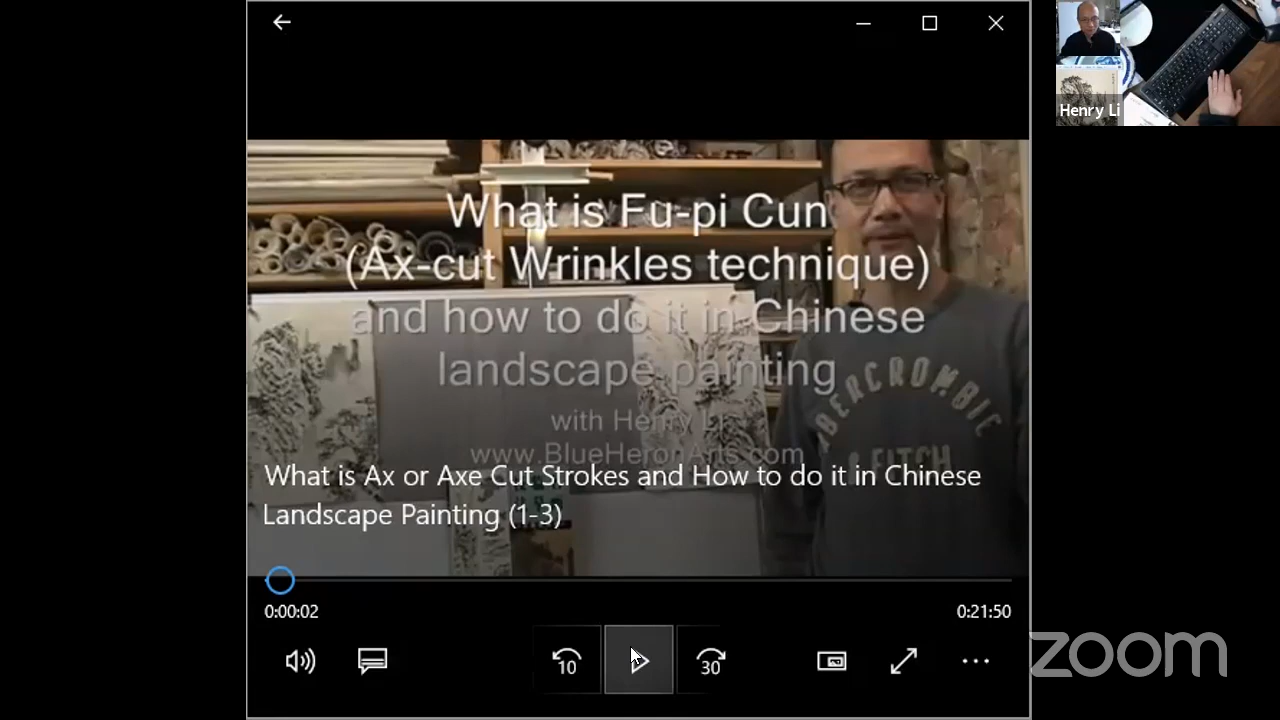 What is Fu-pi Cun
(Ax-cut Wrinkles technique)
and how to do it in Chinese
landscape painting
with Henry Li
www.BlueHeronArts.com
ABERCROMBIE
& FITCH
What is Ax or Axe Cut Strokes and How to do it in Chinese
Landscape Painting (1-3)
0:00:02
0:21:50
10
30
Henry Li
zoom